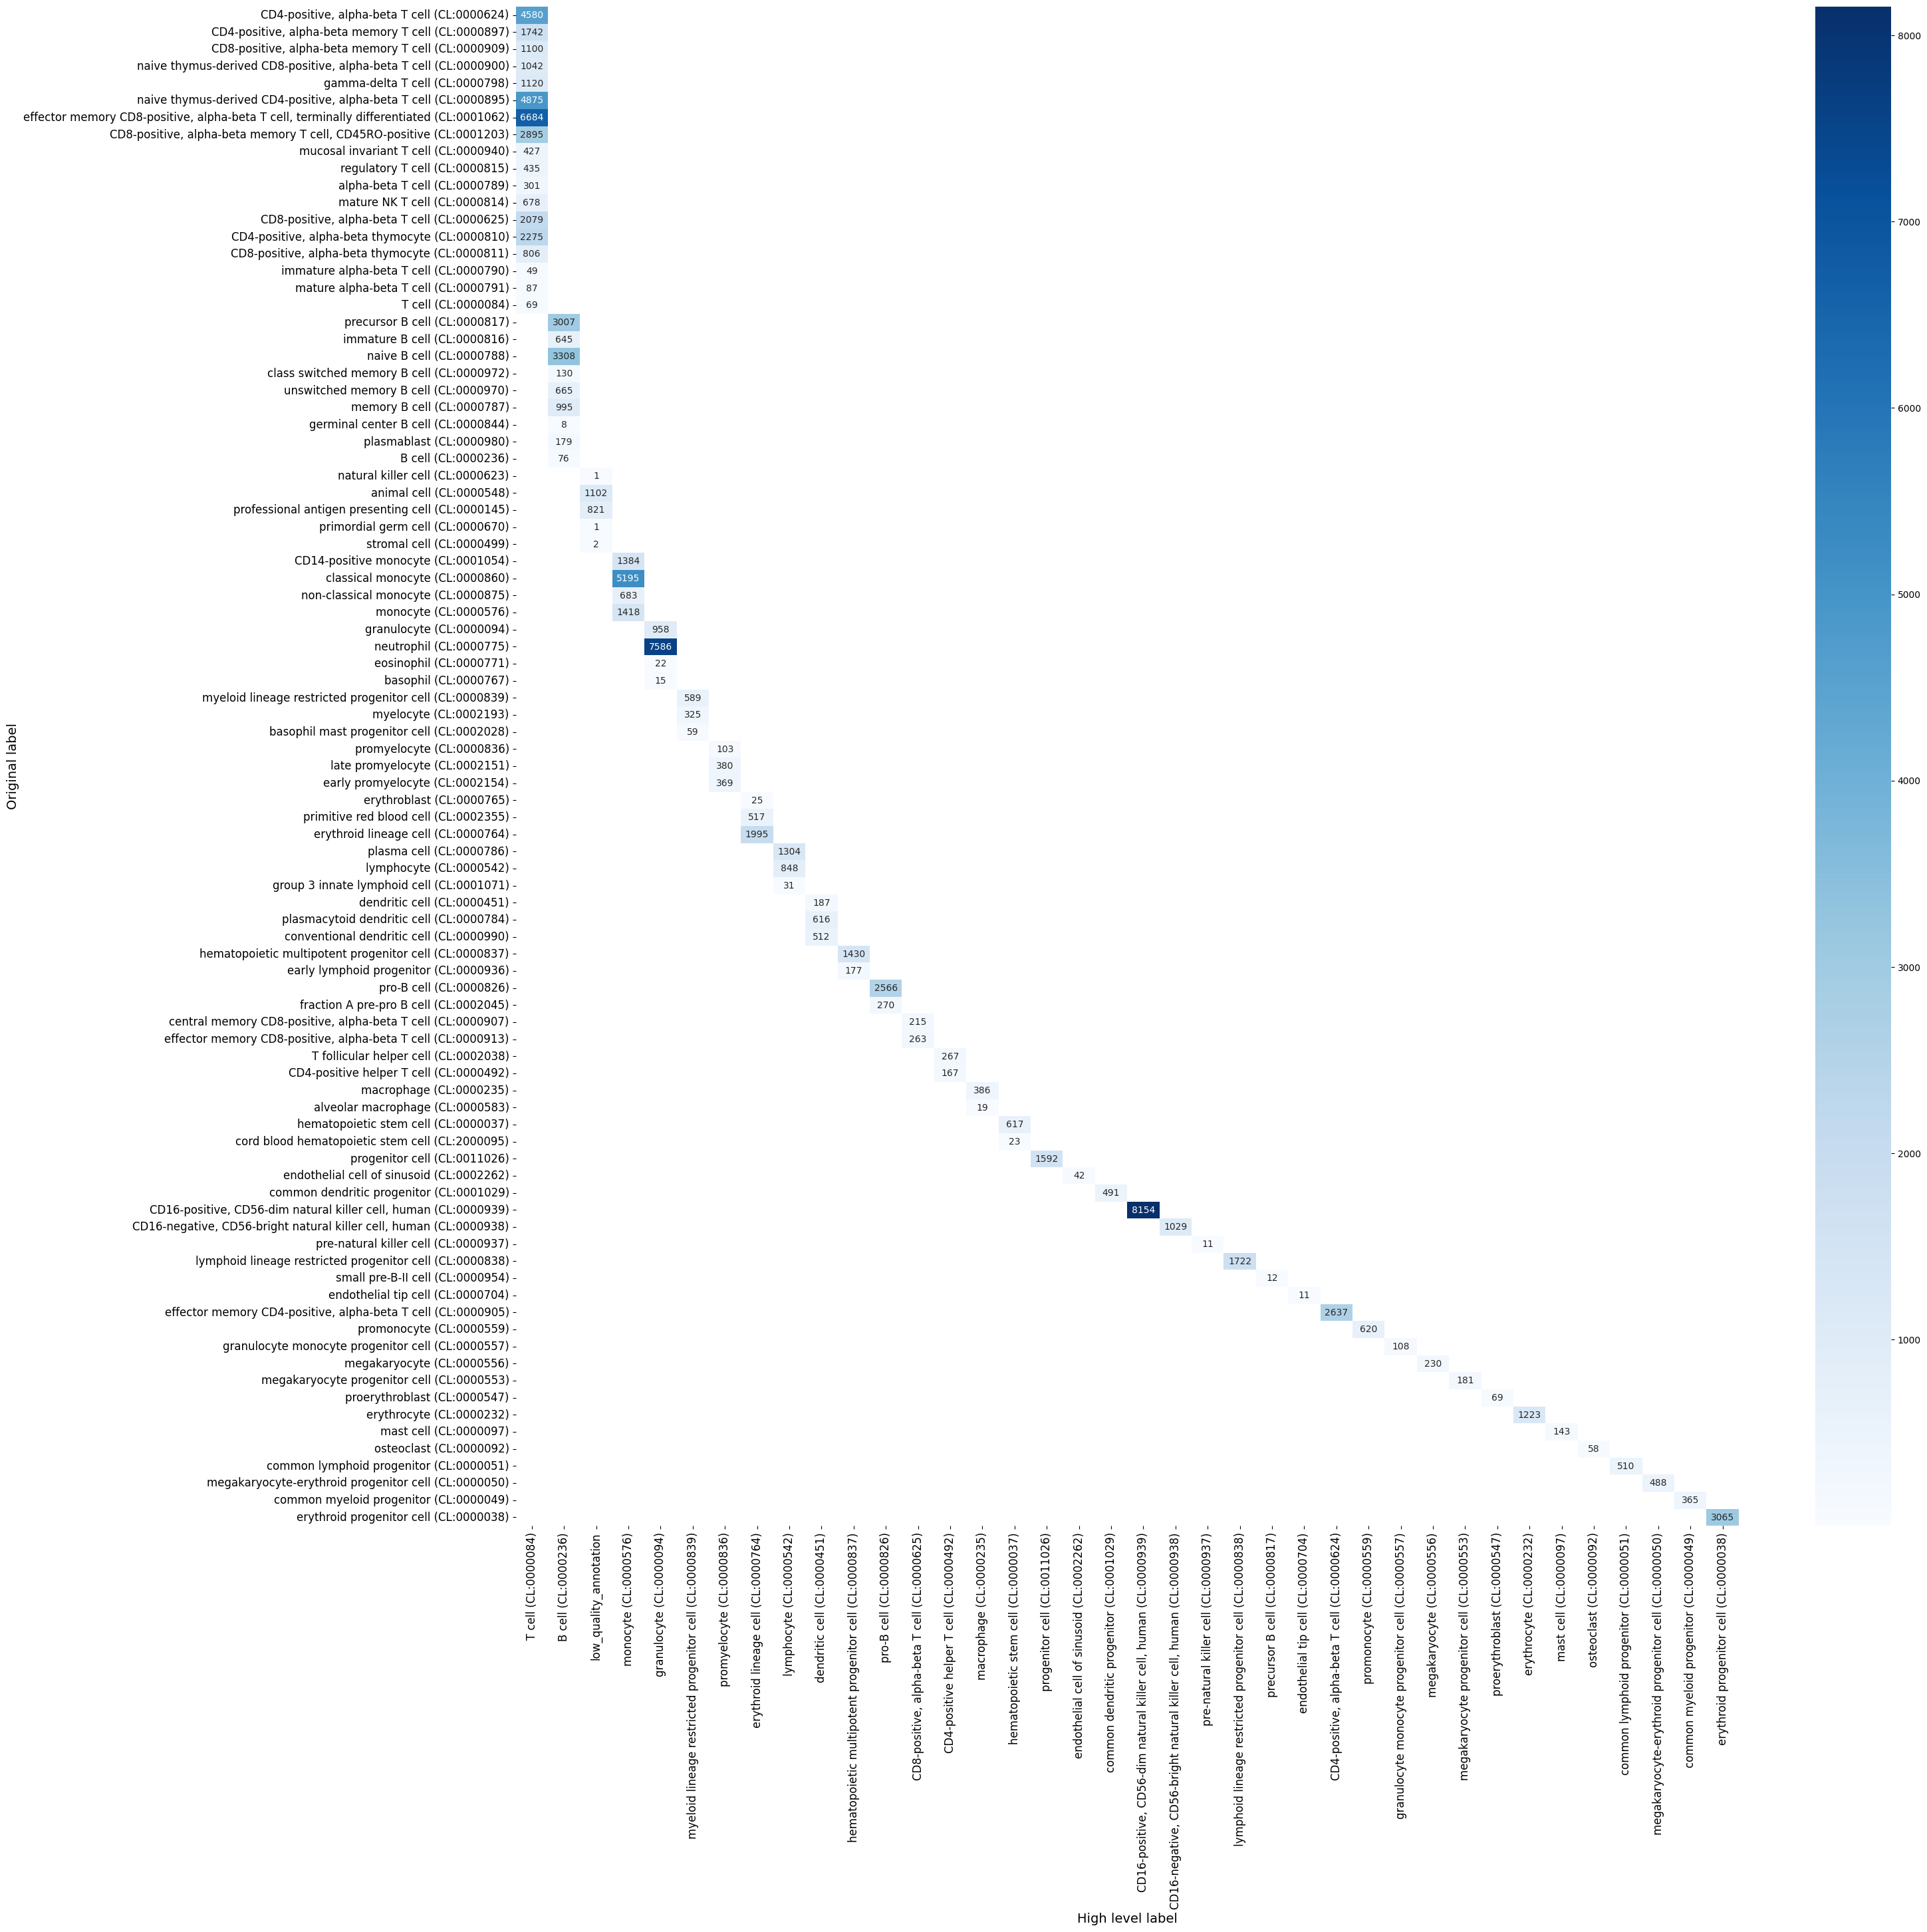 CD4-positive, alpha-beta T cell (CL:0000624) 4580
CD4-positive, alpha-beta memory T cell (CL:0000897) 1742
CD8-positive, alpha-beta memory T cell (CL:0000909) 1100
naive thymus-derived CD8-positive, alpha-beta T cell (CL:0000900) 1042
gamma-delta T cell (CL:0000798) 1120
naive thymus-derived CD4-positive, alpha-beta T cell (CL:0000895) 4875
effector memory CD8-positive, alpha-beta T cell, terminally differentiated (CL:0001062) 6684
CD8-positive, alpha-beta memory T cell, CD45RO-positive (CL:0001203) 2895
mucosal invariant T cell (CL:0000940) 427
regulatory T cell (CL:0000815) 435
alpha-beta T cell (CL:0000789) 301
mature NK T cell (CL:0000814) 678
CD8-positive, alpha-beta T cell (CL:0000625) 2079
CD4-positive, alpha-beta thymocyte (CL:0000810) 2275
CD8-positive, alpha-beta thymocyte (CL:0000811) 806
immature alpha-beta T cell (CL:0000790) 49
mature alpha-beta T cell (CL:0000791) 87
T cell (CL:0000084) 69
precursor B cell (CL:0000817) 3007
immature B cell (CL:0000816) 645
naive B cell (CL:0000788) 3308
class switched memory B cell (CL:0000972) 130
unswitched memory B cell (CL:0000970) 665
memory B cell (CL:0000787) 995
germinal center B cell (CL:0000844) 8
plasmablast (CL:0000980) 179
B cell (CL:0000236) 76
natural killer cell (CL:0000623) 1
animal cell (CL:0000548) 1102
professional antigen presenting cell (CL:0000145) 821
primordial germ cell (CL:0000670) 1
stromal cell (CL:0000499) 2
CD14-positive monocyte (CL:0001054) 1384
classical monocyte (CL:0000860) 5195
non-classical monocyte (CL:0000875) 683
monocyte (CL:0000576) 1418
granulocyte (CL:0000094) 958
neutrophil (CL:0000775) 7586
eosinophil (CL:0000771) 22
basophil (CL:0000767) 15
myeloid lineage restricted progenitor cell (CL:0000839) 589
myelocyte (CL:0002193) 325
basophil mast progenitor cell (CL:0002028) 59
promyelocyte (CL:0000836) 103
late promyelocyte (CL:0002151) 380
early promyelocyte (CL:0002154) 369
erythroblast (CL:0000765) 25
primitive red blood cell (CL:0002355) 517
erythroid lineage cell (CL:0000764) 1995
plasma cell (CL:0000786) 1304
lymphocyte (CL:0000542) 848
group 3 innate lymphoid cell (CL:0001071) 31
dendritic cell (CL:0000451) 187
plasmacytoid dendritic cell (CL:0000784) 616
conventional dendritic cell (CL:0000990) 512
hematopoietic multipotent progenitor cell (CL:0000837) 1430
early lymphoid progenitor (CL:0000936) 177
pro-B cell (CL:0000826) 2566
fraction A pre-pro B cell (CL:0002045) 270
central memory CD8-positive, alpha-beta T cell (CL:0000907) 215
effector memory CD8-positive, alpha-beta T cell (CL:0000913) 263
T follicular helper cell (CL:0002038) 267
CD4-positive helper T cell (CL:0000492) 167
macrophage (CL:0000235) 386
alveolar macrophage (CL:0000583) 19
hematopoietic stem cell (CL:0000037) 617
cord blood hematopoietic stem cell (CL:2000095) 23
progenitor cell (CL:0011026) 1592
endothelial cell of sinusoid (CL:0002262) 42
common dendritic progenitor (CL:0001029) 491
CD16-positive, CD56-dim natural killer cell, human (CL:0000939) 8154
CD16-negative, CD56-bright natural killer cell, human (CL:0000938) 1029
pre-natural killer cell (CL:0000937) 11
lymphoid lineage restricted progenitor cell (CL:0000838) 1722
small pre-B-II cell (CL:0000954) 12
endothelial tip cell (CL:0000704) 11
effector memory CD4-positive, alpha-beta T cell (CL:0000905) 2637
promonocyte (CL:0000559) 620
granulocyte monocyte progenitor cell (CL:0000557) 108
megakaryocyte (CL:0000556) 230
megakaryocyte progenitor cell (CL:0000553) 181
proerythroblast (CL:0000547) 69
erythrocyte (CL:0000232) 1223
mast cell (CL:0000097) 143
osteoclast (CL:0000092) 58
common lymphoid progenitor (CL:0000051) 510
megakaryocyte-erythroid progenitor cell (CL:0000050) 488
common myeloid progenitor (CL:0000049) 365
erythroid progenitor cell (CL:0000038) 3065
Original label
T cell (CL:0000084)
B cell (CL:0000236)
low_quality_annotation
monocyte (CL:0000576)
granulocyte (CL:0000094)
myeloid lineage restricted progenitor cell (CL:0000839)
promyelocyte (CL:0000836)
erythroid lineage cell (CL:0000764)
lymphocyte (CL:0000542)
dendritic cell (CL:0000451)
hematopoietic multipotent progenitor cell (CL:0000837)
pro-B cell (CL:0000826)
CD8-positive, alpha-beta T cell (CL:0000625)
CD4-positive helper T cell (CL:0000492)
macrophage (CL:0000235)
hematopoietic stem cell (CL:0000037)
progenitor cell (CL:0011026)
endothelial cell of sinusoid (CL:0002262)
common dendritic progenitor (CL:0001029)
CD16-positive, CD56-dim natural killer cell, human (CL:0000939)
CD16-negative, CD56-bright natural killer cell, human (CL:0000938)
pre-natural killer cell (CL:0000937)
lymphoid lineage restricted progenitor cell (CL:0000838)
precursor B cell (CL:0000817)
endothelial tip cell (CL:0000704)
CD4-positive, alpha-beta T cell (CL:0000624)
promonocyte (CL:0000559)
granulocyte monocyte progenitor cell (CL:0000557)
megakaryocyte (CL:0000556)
megakaryocyte progenitor cell (CL:0000553)
proerythroblast (CL:0000547)
erythrocyte (CL:0000232)
mast cell (CL:0000097)
osteoclast (CL:0000092)
common lymphoid progenitor (CL:0000051)
megakaryocyte-erythroid progenitor cell (CL:0000050)
common myeloid progenitor (CL:0000049)
erythroid progenitor cell (CL:0000038)
High level label
8000
7000
6000
5000
4000
3000
2000
1000